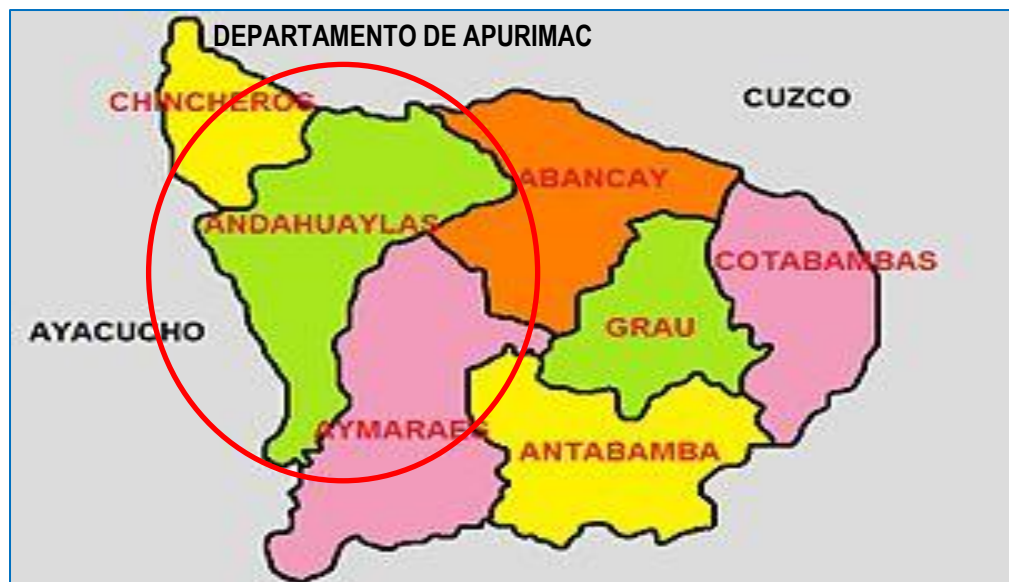 DEPARTAMENTO DE APURIMAC
CHINCHEROS
CUZCO
ABANCAY
ANDAHUAYLAS
COTABAMBAS
AYACUCHO
GRAU
AYMARAES
ANTABAMBA